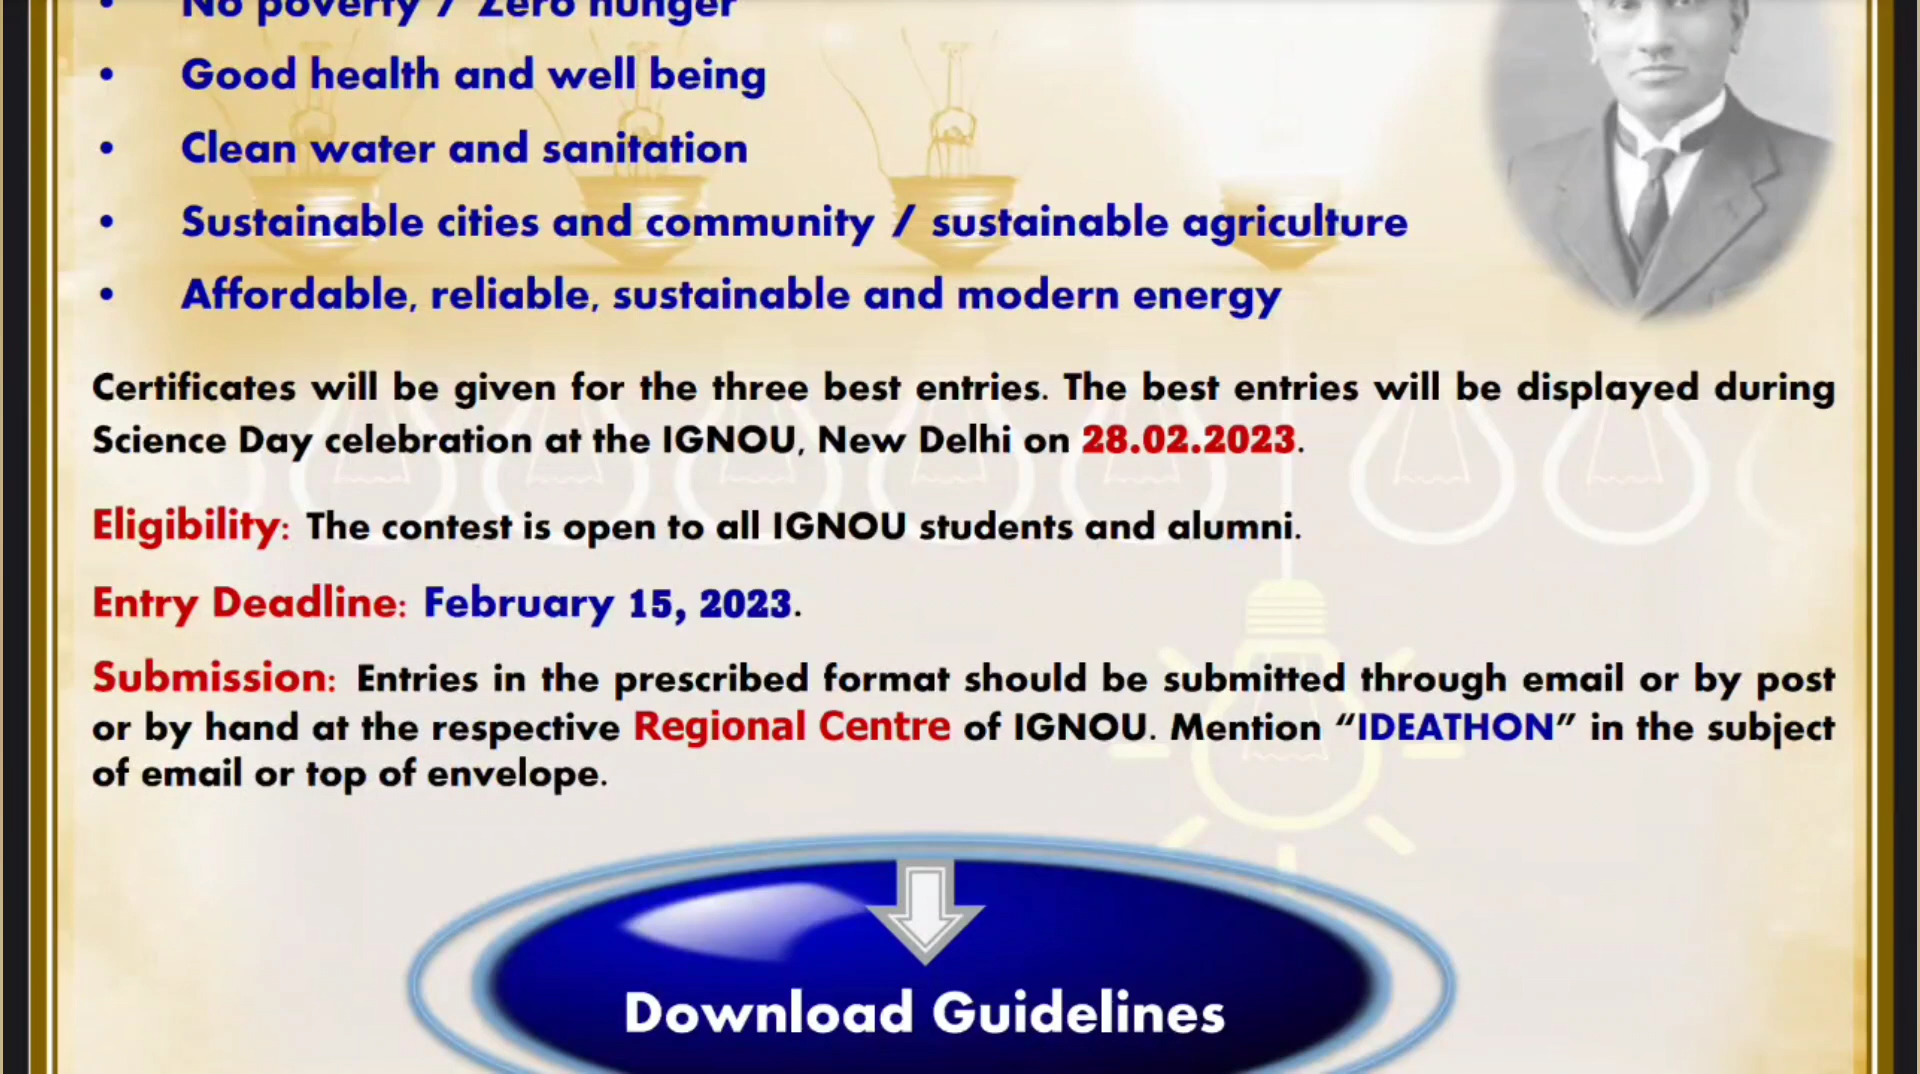 • No poverty / Zero hunger
• Good health and well being
• Clean water and sanitation
• Sustainable cities and community / sustainable agriculture
• Affordable, reliable, sustainable and modern energy
Certificates will be given for the three best entries. The best entries will be displayed during
Science Day celebration at the IGNOU, New Delhi on 28.02.2023.
Eligibility: The contest is open to all IGNOU students and alumni.
Entry Deadline: February 15, 2023.
Submission: Entries in the prescribed format should be submitted through email or by post
or by hand at the respective Regional Centre of IGNOU. Mention “IDEATHON” in the subject
of email or top of envelope.
Download Guidelines